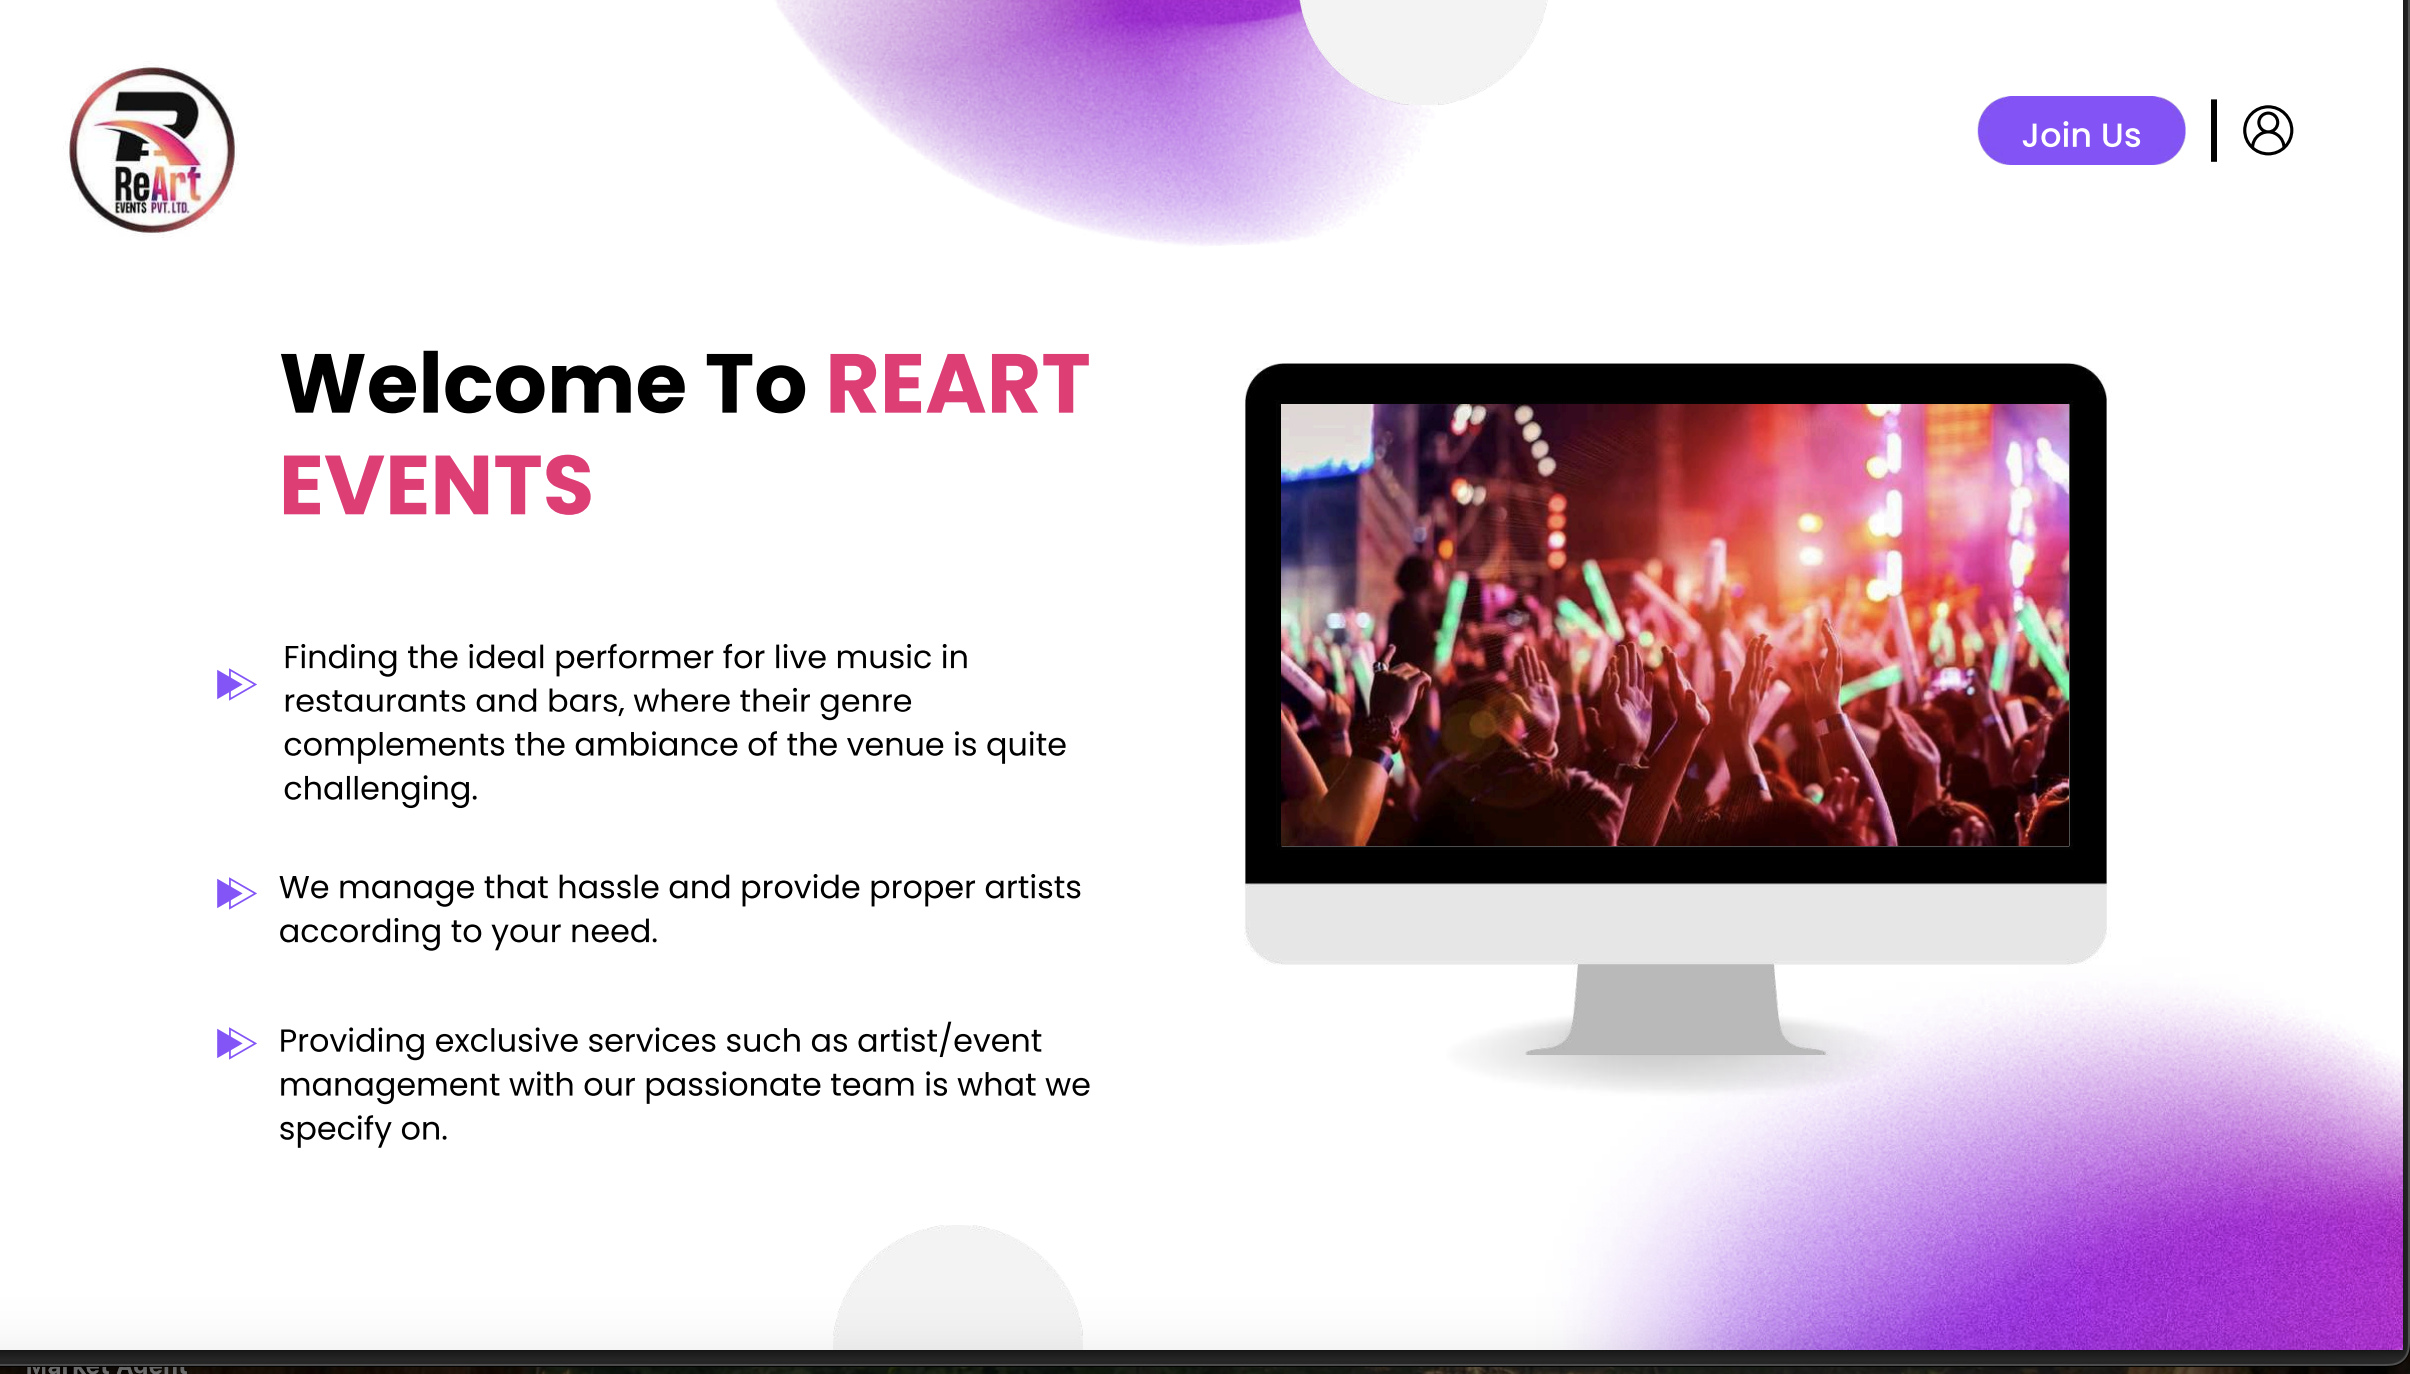 ReArt
EVENTS PVT. LTD.
Join Us
Welcome To REART
EVENTS
Finding the ideal performer for live music in
restaurants and bars, where their genre
complements the ambiance of the venue is quite
challenging.
We manage that hassle and provide proper artists
according to your need.
Providing exclusive services such as artist/event
management with our passionate team is what we
specify on.
Market Agent